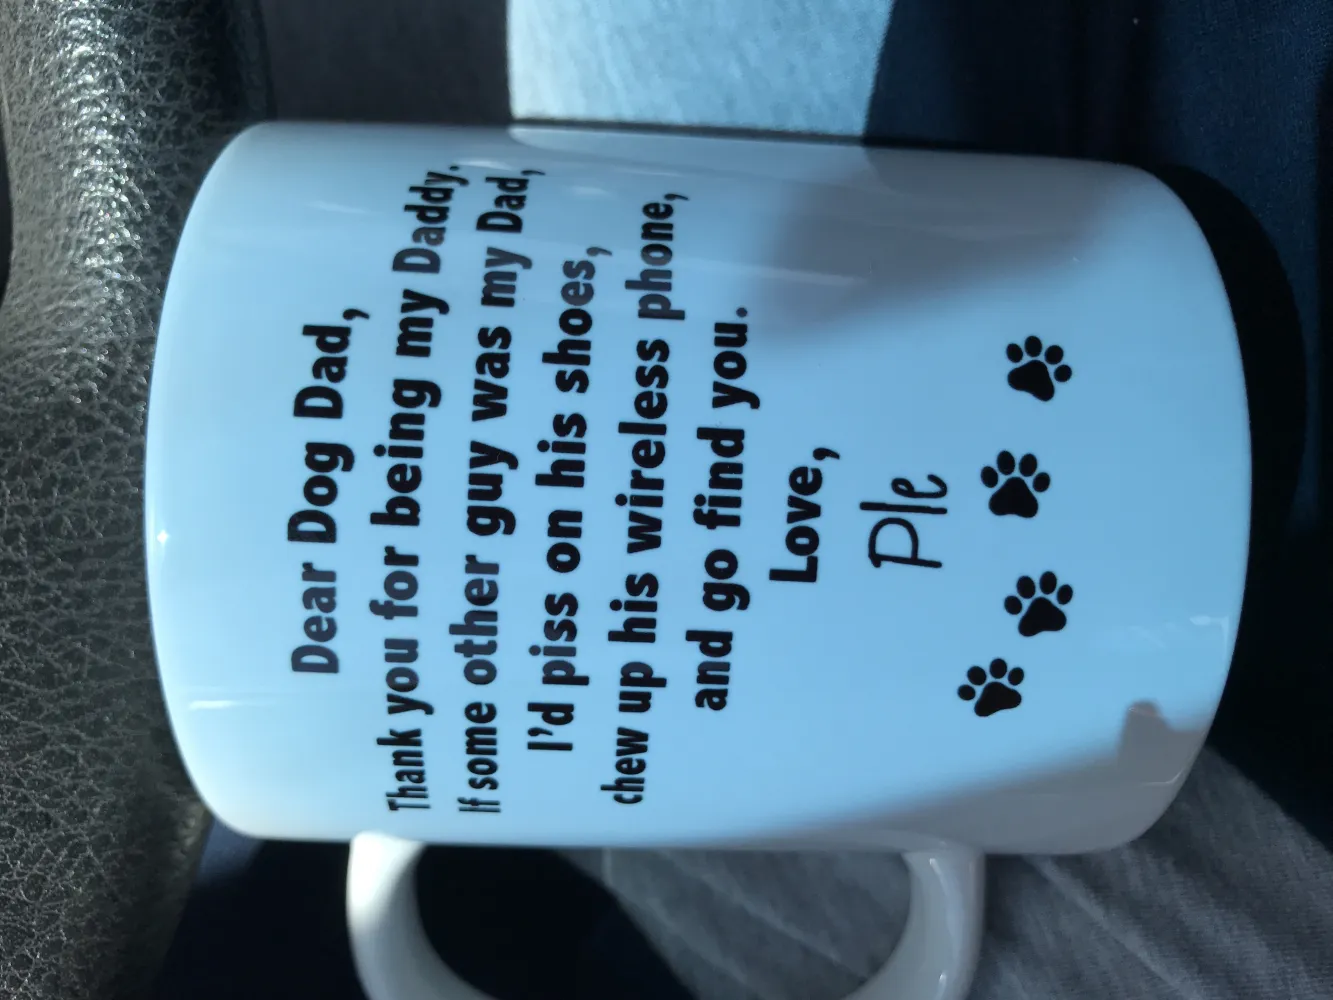 Dear Dog Dad,
Thank you for being my Daddy,
If some other guy was my Dad,
I'd piss on his shoes,
chew up his wireless phone,
and go find you.
Love,
Ple